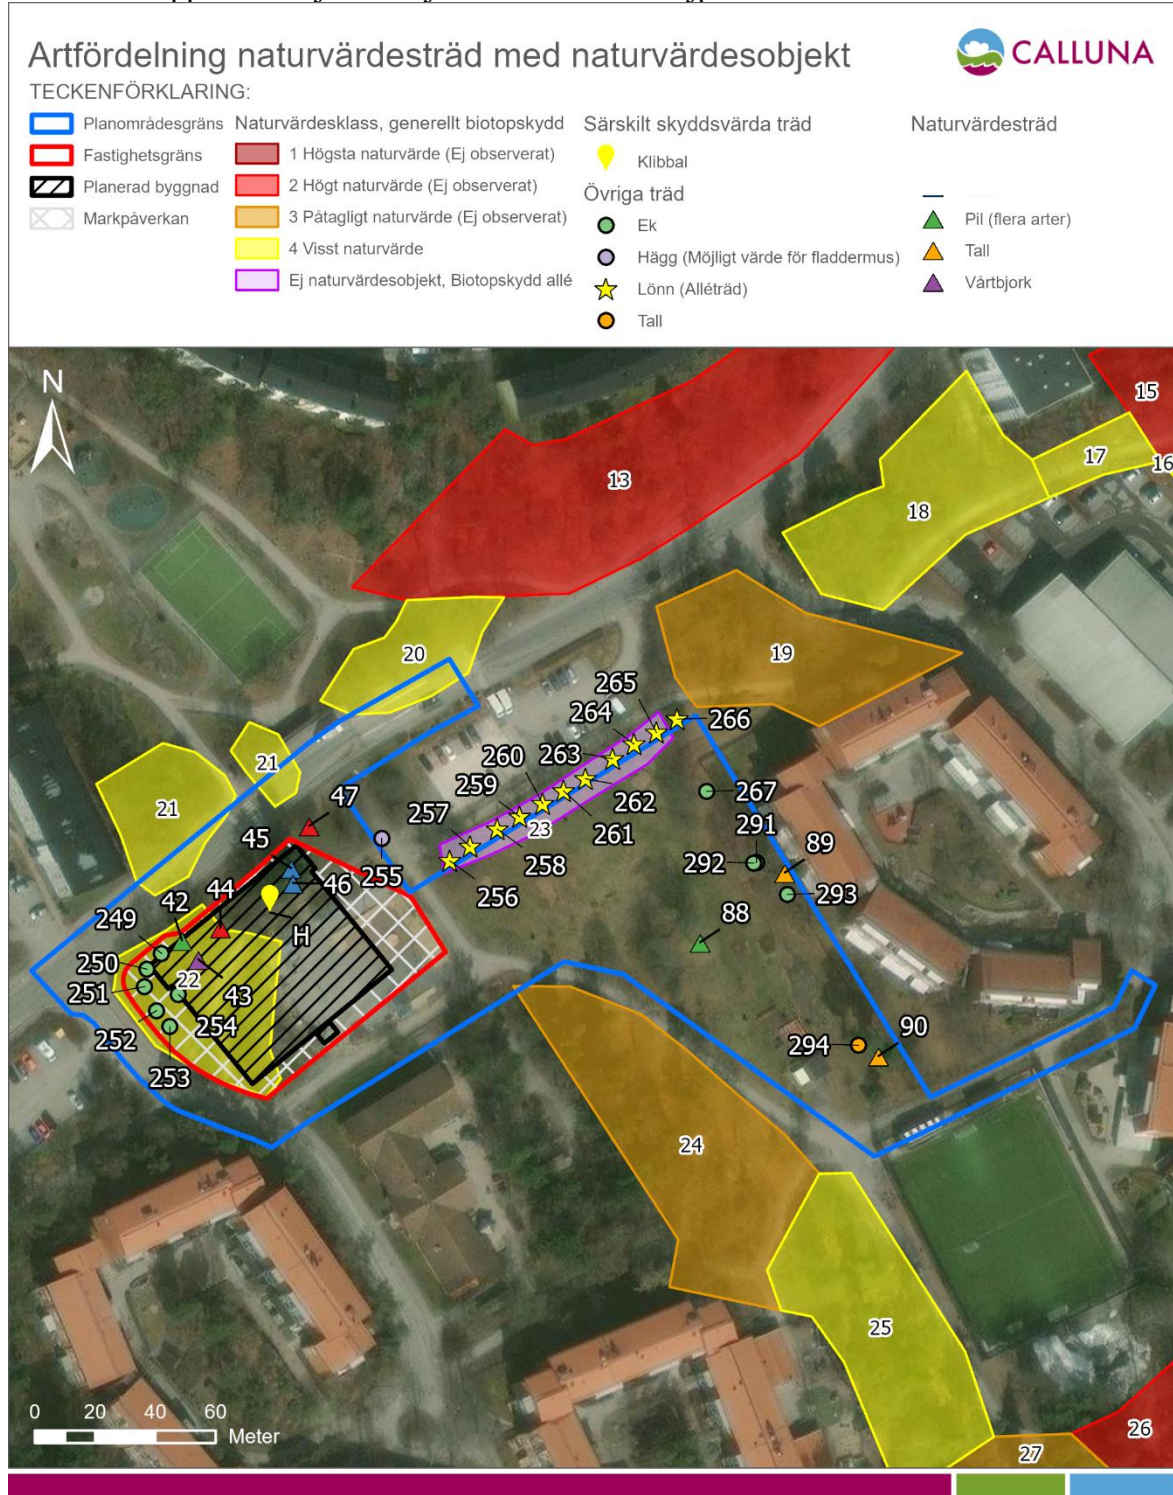 Artfördelning naturvärdesträd med naturvärdesobjekt
CALLUNA
TECKENFÖRKLARING:
Planområdesgräns
Fastighetsgräns
Planerad byggnad
Markpåverkan
Naturvärdesklass, generellt biotopskydd
1 Högsta naturvärde (Ej observerat)
2 Högt naturvärde (Ej observerat)
3 Påtagligt naturvärde (Ej observerat)
4 Visst naturvärde
Ej naturvärdesobjekt, Biotopskydd allé
Särskilt skyddsvärda träd
Klibbal
Övriga träd
Ek
Hägg (Möjligt värde för fladdermus)
Lönn (Alléträd)
Tall
Naturvärdesträd
Pil (flera arter)
Tall
Vårtbjork
N
15
17
16
13
18
20
19
265
264
266
21
260
263
21
47
259
267
257
262
291
45
23
261
89
292
44
46
255
258
293
42
256
249
H
88
250
22
251
43
254
252
294
90
253
24
25
0 20 40 60
Meter
26
27